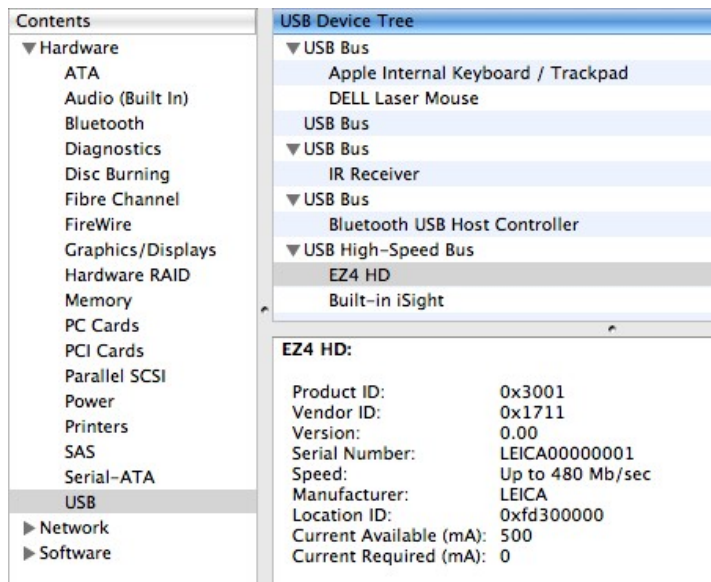 Contents
Hardware
ATA
Audio (Built In)
Bluetooth
Diagnostics
Disc Burning
Fibre Channel
FireWire
Graphics/Displays
Hardware RAID
Memory
PC Cards
PCI Cards
Parallel SCSI
Power
Printers
SAS
Serial-ATA
USB
Network
Software
USB Device Tree
USB Bus
Apple Internal Keyboard / Trackpad
DELL Laser Mouse
USB Bus
USB Bus
IR Receiver
USB Bus
Bluetooth USB Host Controller
USB High-Speed Bus
EZ4 HD
Built-in iSight
EZ4 HD:
Product ID: 0x3001
Vendor ID: 0x1711
Version: 0.00
Serial Number: LEICA00000001
Speed: Up to 480 Mb/sec
Manufacturer: LEICA
Location ID: 0xfd300000
Current Available (mA): 500
Current Required (mA): 0